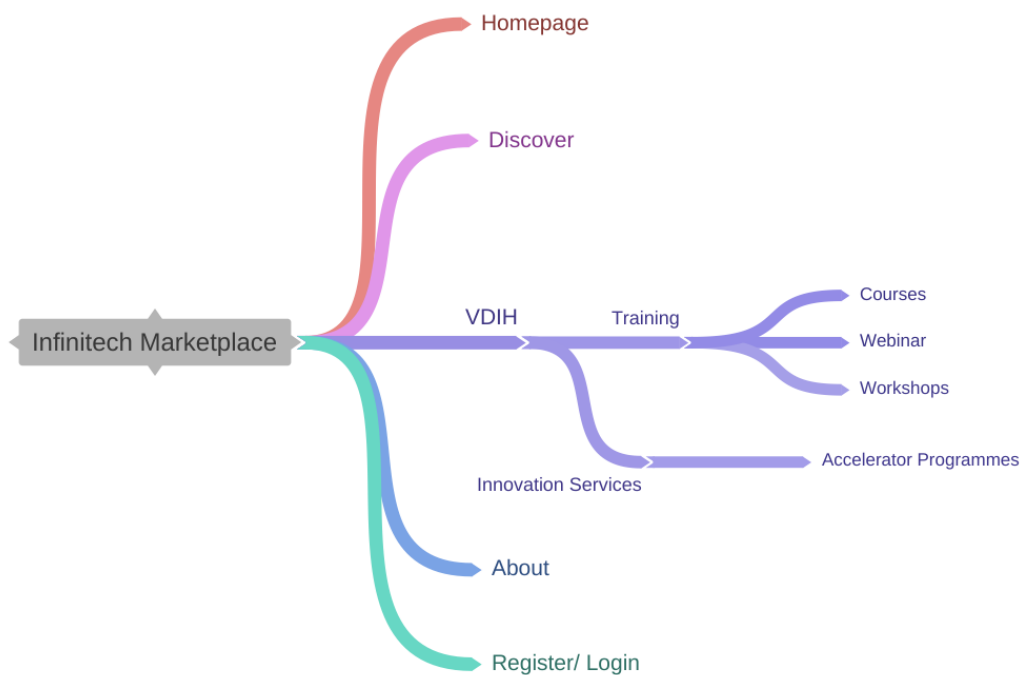 Homepage
Discover
Infinitech Marketplace
VDIH
Training
Courses
Webinar
Workshops
Innovation Services
Accelerator Programmes
About
Register/ Login